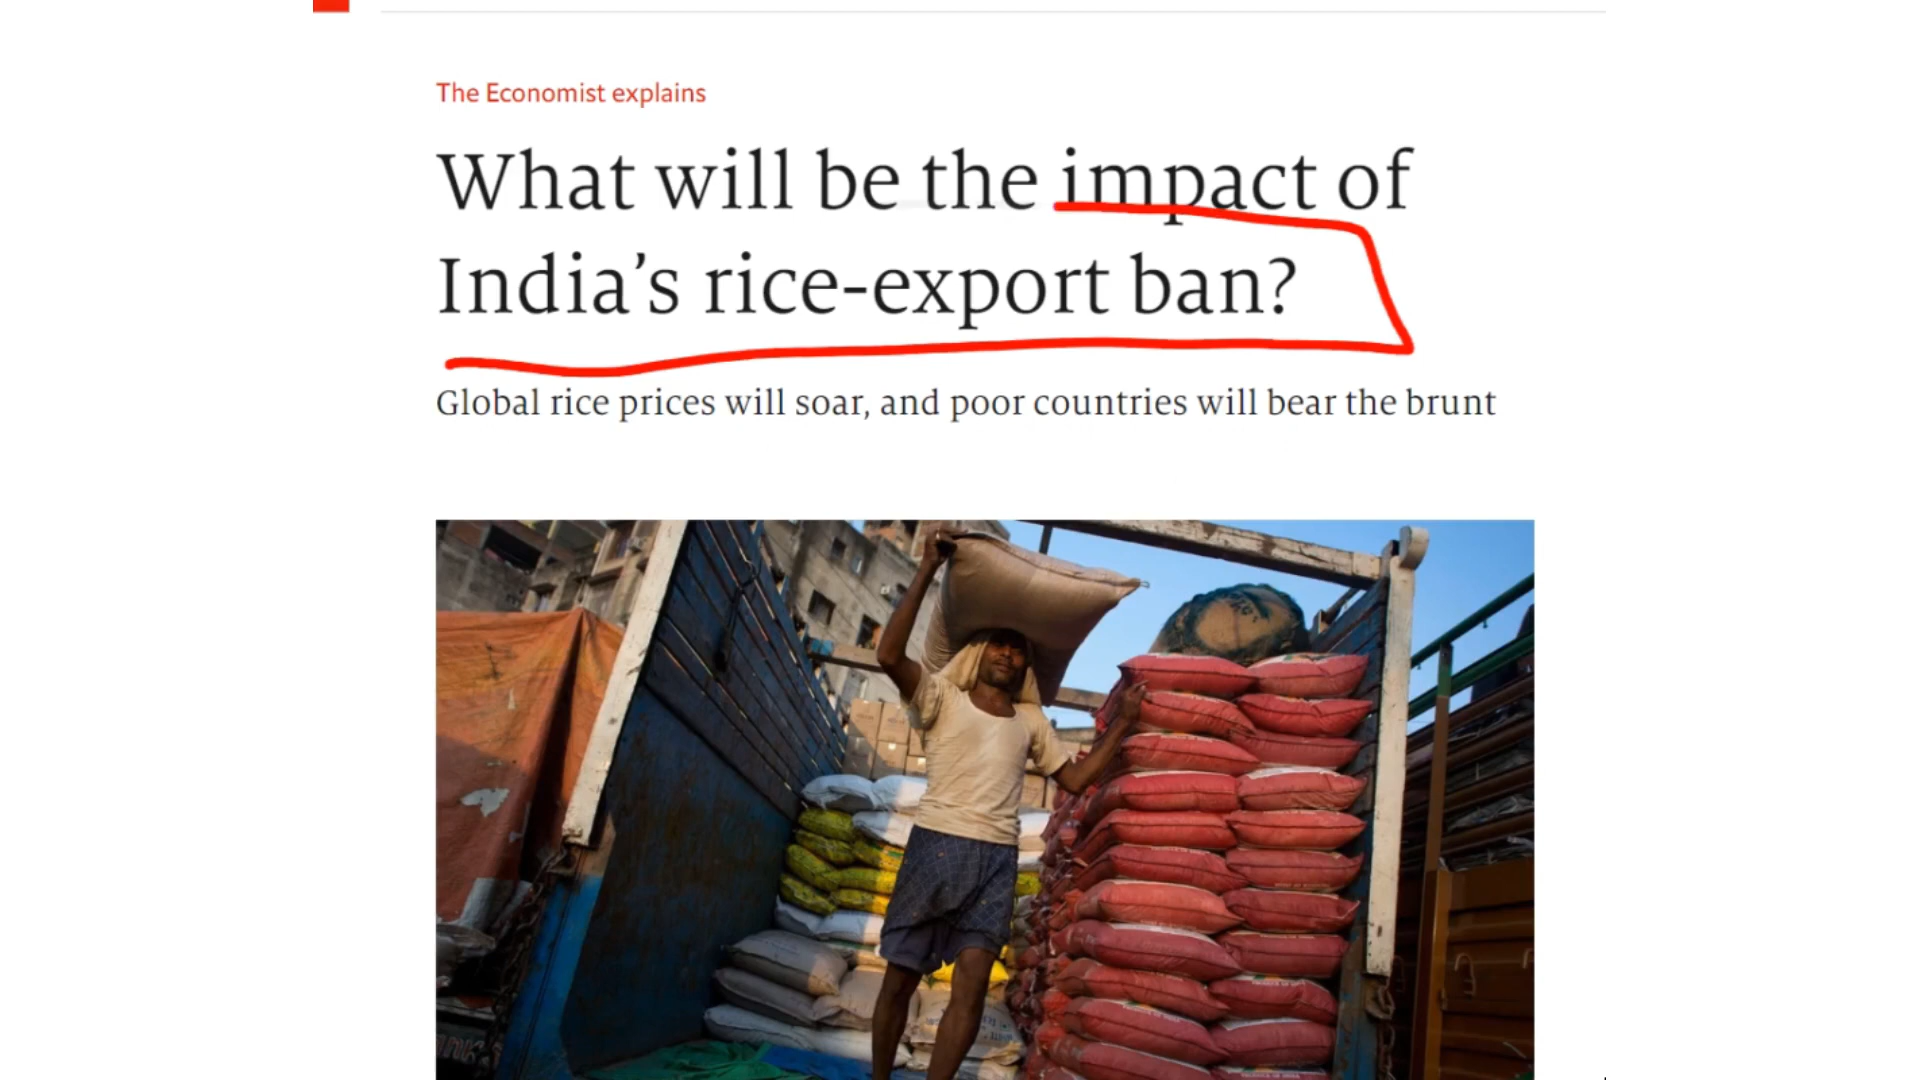 The Economist explains
What will be the impact of
India’s rice-export ban?
Global rice prices will soar, and poor countries will bear the brunt